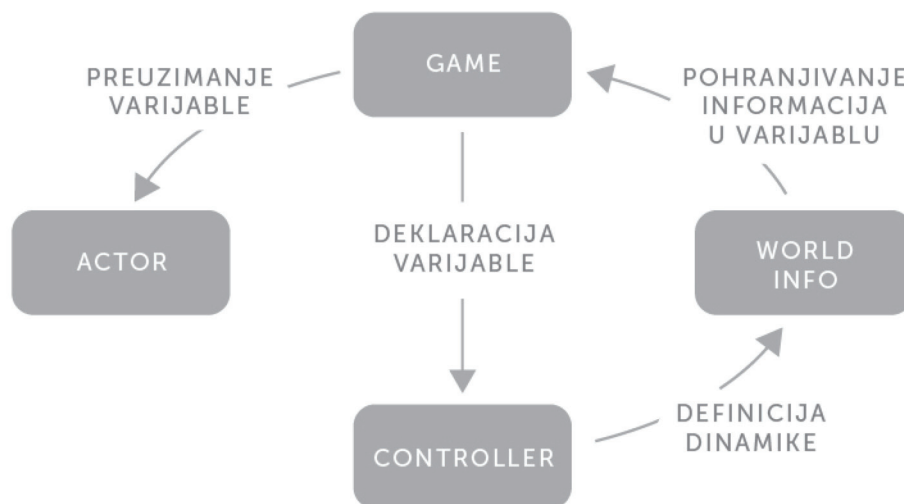 GAME
PREUZIMANJE
VARIJABLE
POHRANJIVANJE
INFORMACIJA
U VARIJABLU
ACTOR
DEKLARACIJA
VARIJABLE
WORLD
INFO
CONTROLLER
DEFINICIJA
DINAMIKE